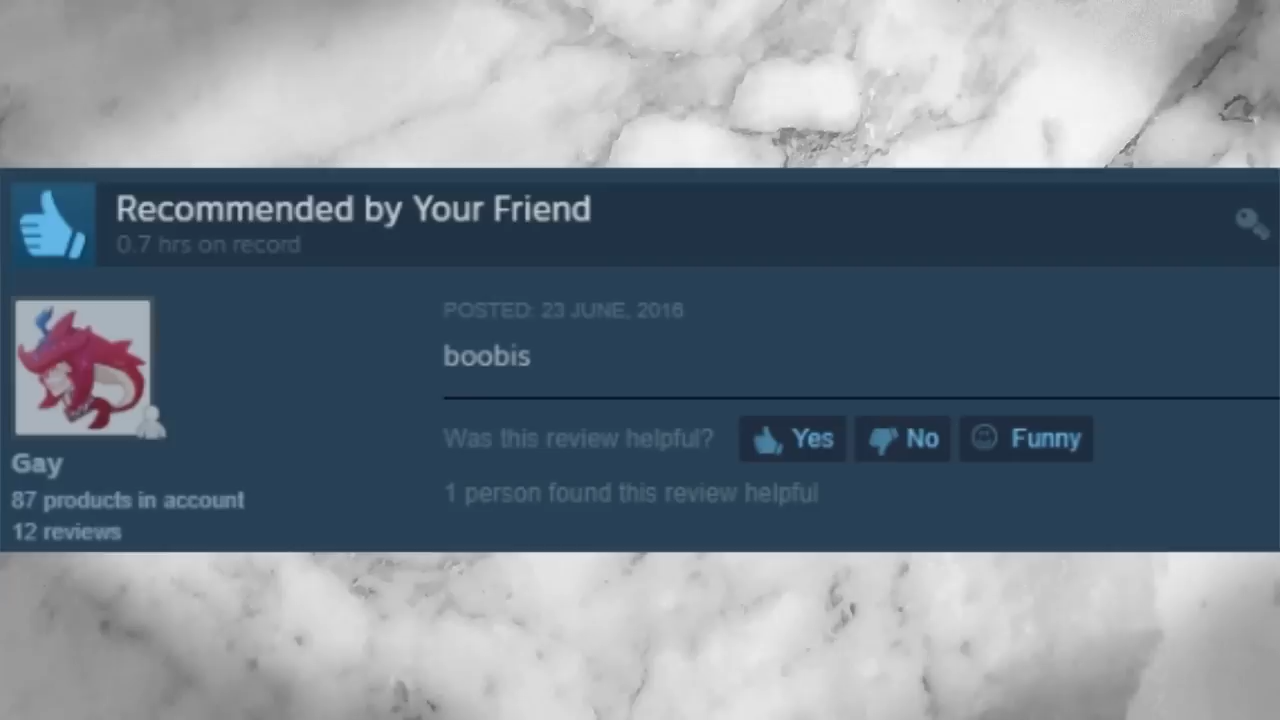 Recommended by Your Friend
0.7 hrs on record
POSTED: 23 JUNE, 2016
boobis
Was this review helpful? Yes No Funny
1 person found this review helpful
Gay
87 products in account
12 reviews